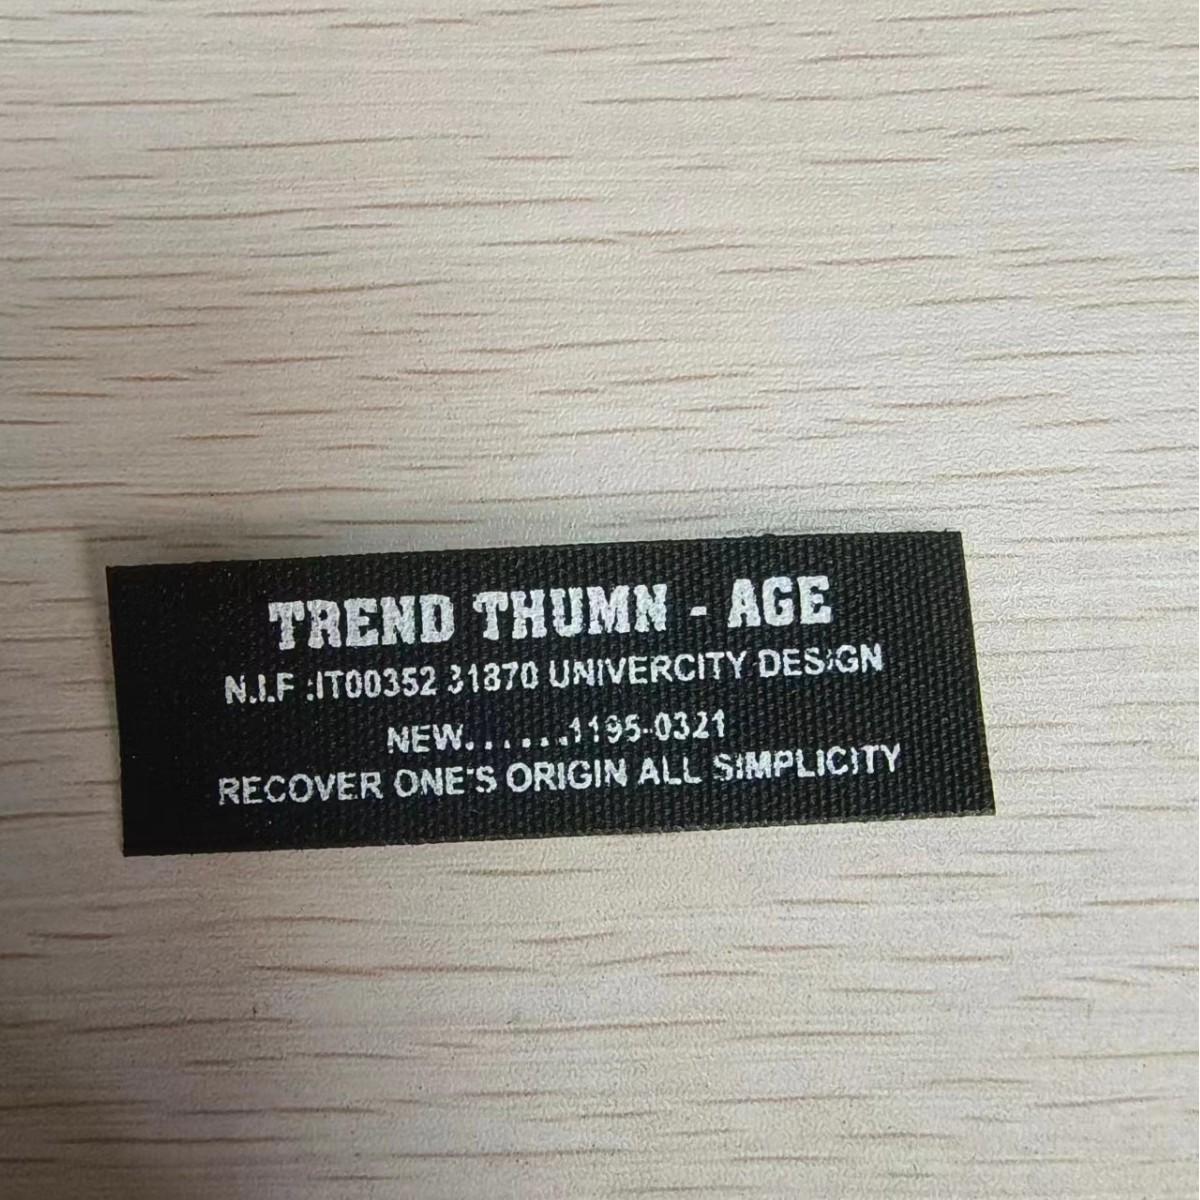 TREND THUMN - AGE
N.I.F :IT00352 31870 UNIVERCITY DESIGN
NEW.......1195-0321
RECOVER ONE'S ORIGIN ALL SIMPLICITY